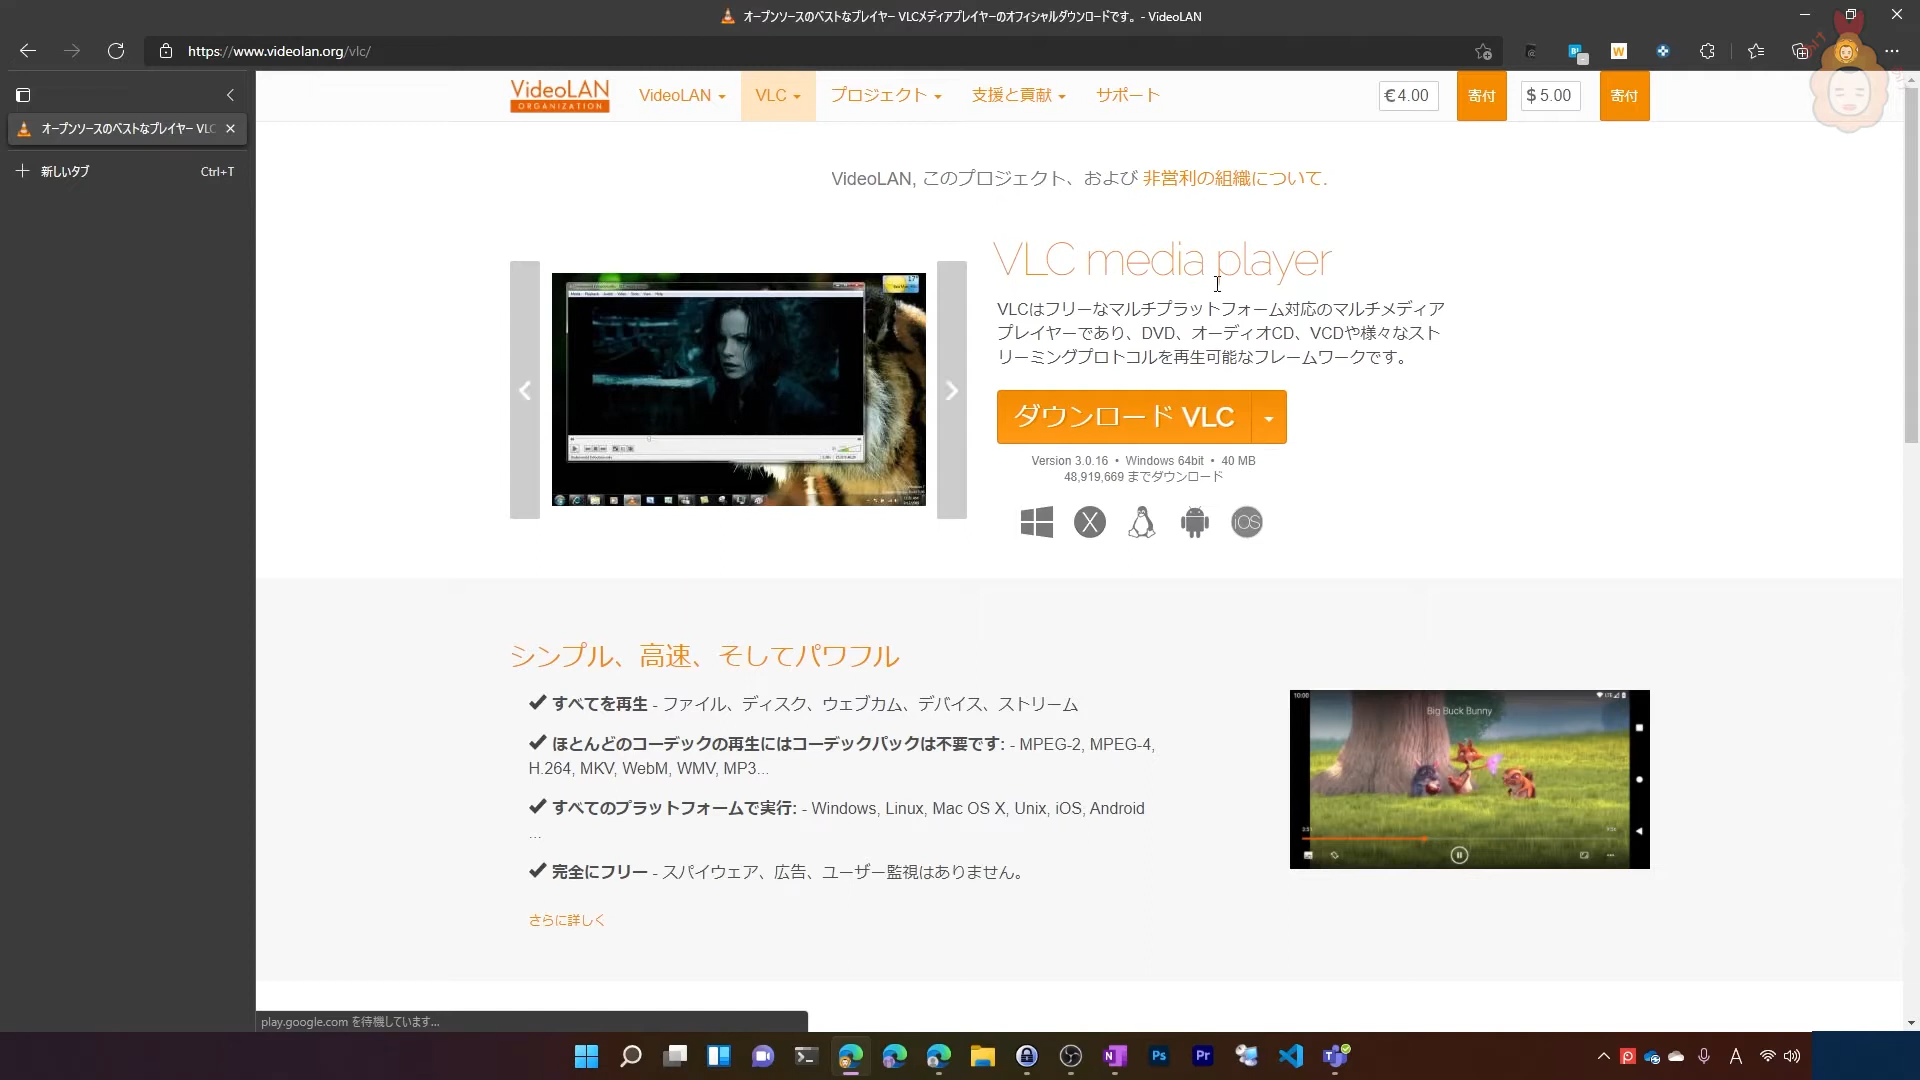 オープンソースのベストなプレイヤー VLCメディアプレイヤーのオフィシャルダウンロードです。 - VideoLAN
https://www.videolan.org/vlc/
オープンソースのベストなプレイヤー VLC
新しいタブ Ctrl+T
VideoLAN
ORGANIZATION
VideoLAN VLC プロジェクト 支援と貢献 サポート
€ 4.00 寄付 $ 5.00 寄付
VideoLAN, このプロジェクト、および 非営利の組織について.
VLC media player
VLCはフリーなマルチプラットフォーム対応のマルチメディア
プレイヤーであり、DVD、オーディオCD、VCDや様々なスト
リーミングプロトコルを再生可能なフレームワークです。
ダウンロード VLC
Version 3.0.16 • Windows 64bit • 40 MB
48,919,669 までダウンロード
X
iOS
シンプル、高速、そしてパワフル
すべてを再生 - ファイル、ディスク、ウェブカム、デバイス、ストリーム
ほとんどのコーデックの再生にはコーデックパックは不要です: - MPEG-2, MPEG-4,
H.264, MKV, WebM, WMV, MP3...
すべてのプラットフォームで実行: - Windows, Linux, Mac OS X, Unix, iOS, Android
...
完全にフリー - スパイウェア、広告、ユーザー監視はありません。
さらに詳しく
10:00
Big Buck Bunny
play.google.com を待機しています...
Ps
Pr
A